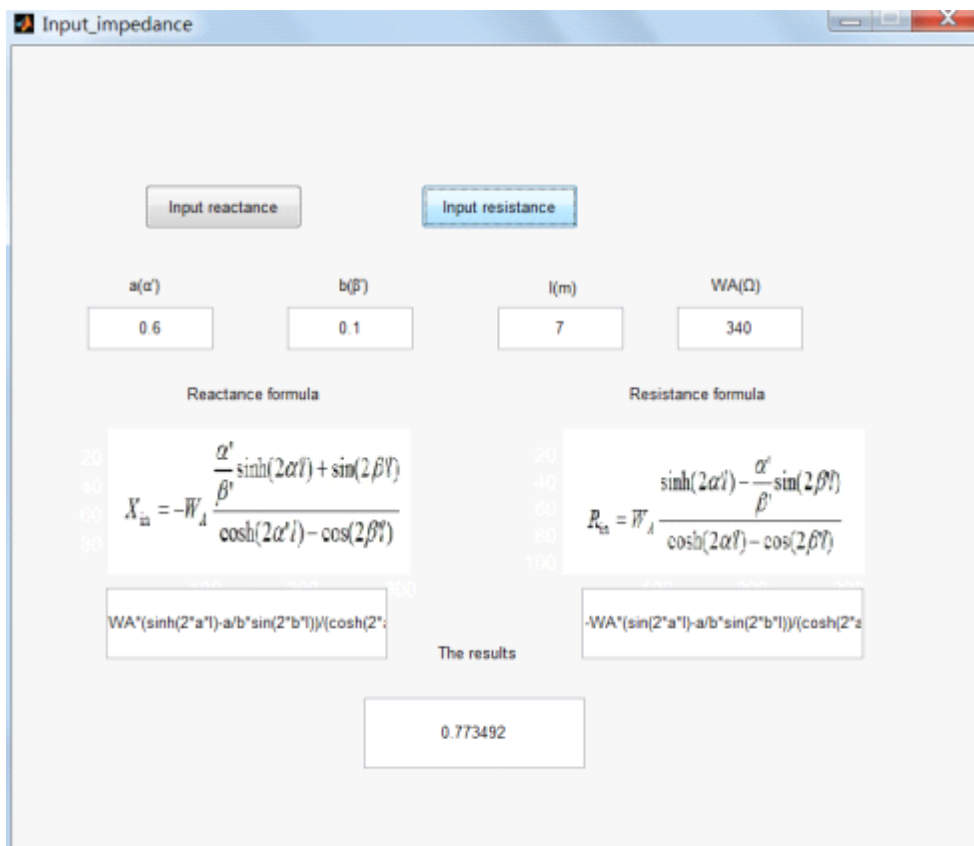 Input_impedance
Input reactance Input resistance
a(α') b(β') l(m) WA(Ω)
0.6 0.1 7 340
Reactance formula Resistance formula
X_in = -W_A (α'/β' sinh(2α'l) + sin(2β'l)) / (cosh(2α'l) - cos(2β'l))
R_in = W_A (sinh(2α'l) - α'/β' sin(2β'l)) / (cosh(2α'l) - cos(2β'l))
WA*(sinh(2*a*l)-a/b*sin(2*b*l))/(cosh(2*a -WA*(sin(2*a*l)-a/b*sin(2*b*l))/(cosh(2*a
The results
0.773492